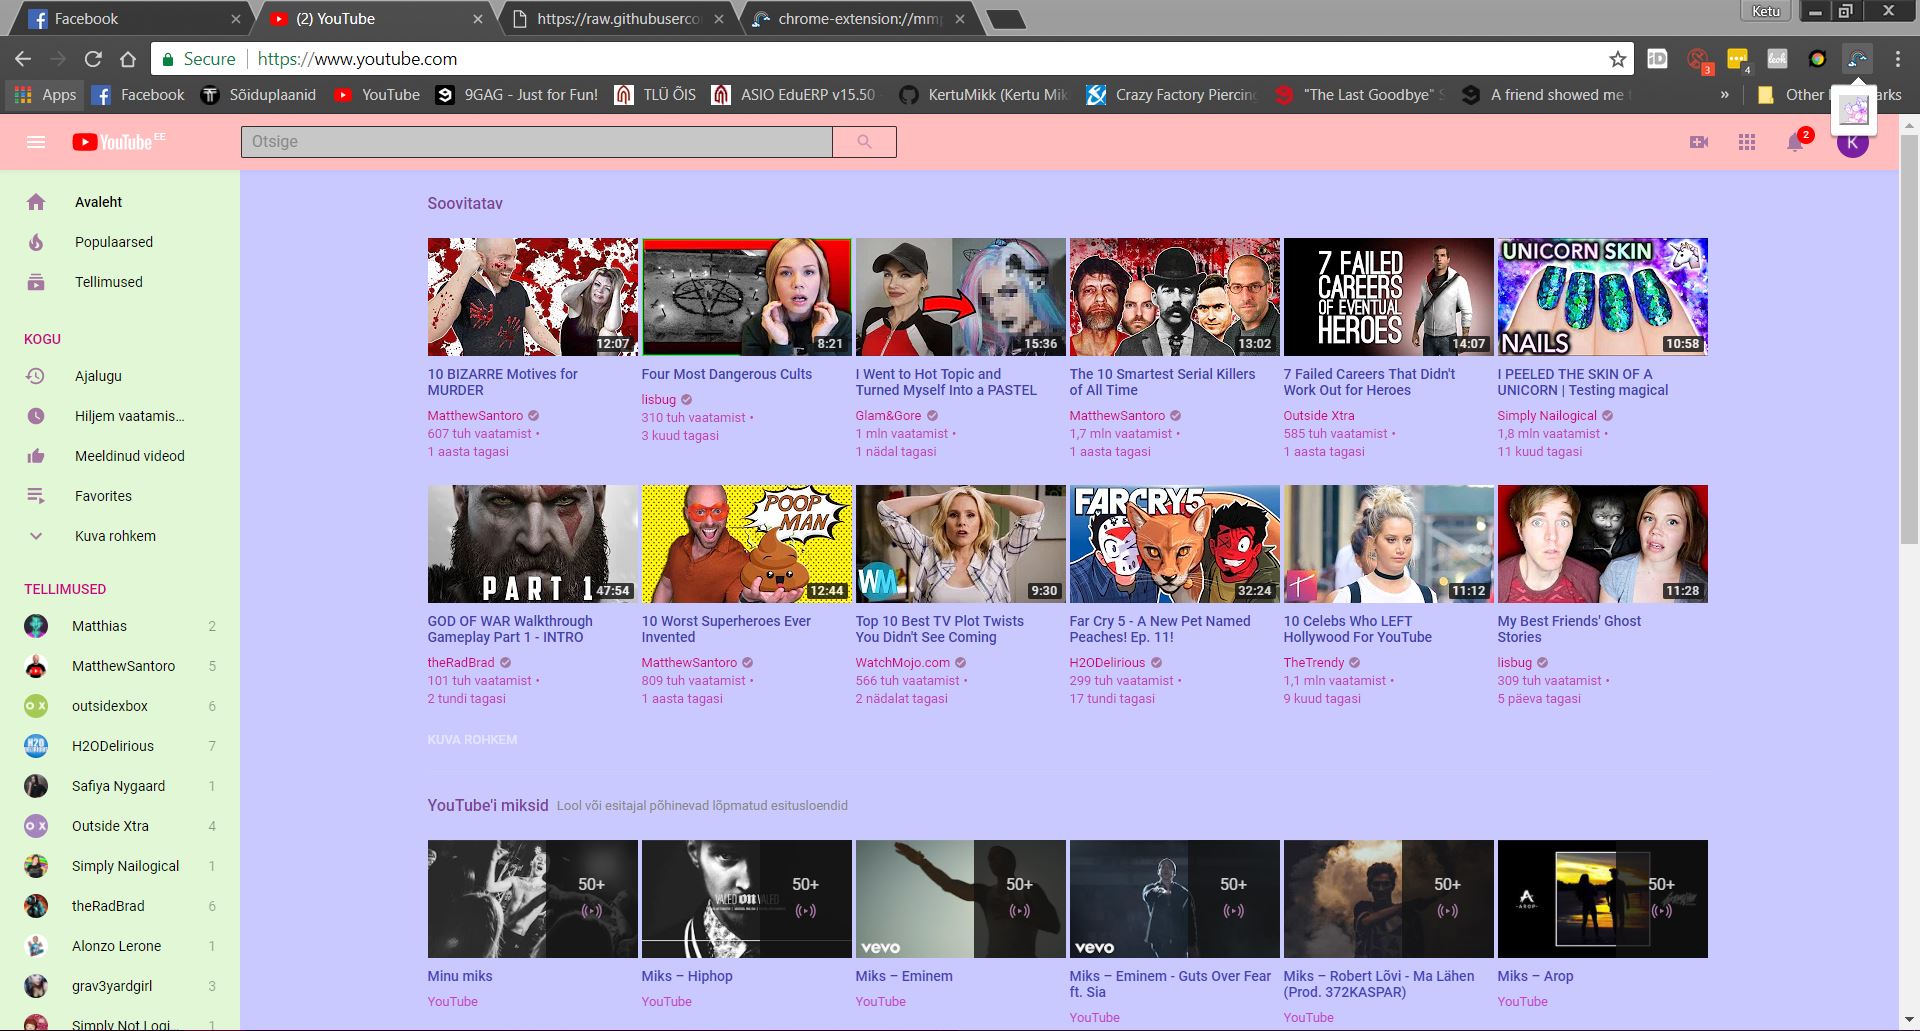 Facebook
(2) YouTube
https://raw.githubuserco
chrome-extension://mmp
Ketu
Secure
https://www.youtube.com
3
4
Apps
Facebook
Sõiduplaanid
YouTube
9GAG - Just for Fun!
TLÜ ÕIS
ASIO EduERP v15.50
KertuMikk (Kertu Mik
Crazy Factory Piercing
"The Last Goodbye" S
A friend showed me t
»
Other
arks
YouTube EE
Otsige
2
K
Avaleht
Populaarsed
Tellimused
KOGU
Ajalugu
Hiljem vaatamis...
Meeldinud videod
Favorites
Kuva rohkem
TELLIMUSED
Matthias 2
MatthewSantoro 5
outsidexbox 6
H2ODelirious 7
Safiya Nygaard 1
Outside Xtra 4
Simply Nailogical 1
theRadBrad 6
Alonzo Lerone 1
grav3yardgirl 3
Simply Not Logi... 1
Soovitatav
12:07
8:21
15:36
13:02
7 FAILED
CAREERS
OF EVENTUAL
HEROES
14:07
UNICORN SKIN
NAILS
10:58
10 BIZARRE Motives for
MURDER
MatthewSantoro
607 tuh vaatamist •
1 aasta tagasi
Four Most Dangerous Cults
lisbug
310 tuh vaatamist •
3 kuud tagasi
I Went to Hot Topic and
Turned Myself Into a PASTEL
Glam&Gore
1 mln vaatamist •
1 nädal tagasi
The 10 Smartest Serial Killers
of All Time
MatthewSantoro
1,7 mln vaatamist •
1 aasta tagasi
7 Failed Careers That Didn't
Work Out for Heroes
Outside Xtra
585 tuh vaatamist •
1 aasta tagasi
I PEELED THE SKIN OF A
UNICORN | Testing magical
Simply Nailogical
1,8 mln vaatamist •
11 kuud tagasi
PART 1
47:54
POOP
MAN
12:44
WM
9:30
FARCRY5
32:24
11:12
11:28
GOD OF WAR Walkthrough
Gameplay Part 1 - INTRO
theRadBrad
101 tuh vaatamist •
2 tundi tagasi
10 Worst Superheroes Ever
Invented
MatthewSantoro
809 tuh vaatamist •
1 aasta tagasi
Top 10 Best TV Plot Twists
You Didn't See Coming
WatchMojo.com
566 tuh vaatamist •
2 nädalat tagasi
Far Cry 5 - A New Pet Named
Peaches! Ep. 11!
H2ODelirious
299 tuh vaatamist •
17 tundi tagasi
10 Celebs Who LEFT
Hollywood For YouTube
TheTrendy
1,1 mln vaatamist •
9 kuud tagasi
My Best Friends' Ghost
Stories
lisbug
309 tuh vaatamist •
5 päeva tagasi
KUVA ROHKEM
YouTube'i miksid Lool või esitajal põhinevad lõpmatud esitusloendid
50+
50+
vevo
50+
vevo
50+
50+
AROP
50+
Minu miks
YouTube
Miks – Hiphop
YouTube
Miks – Eminem
YouTube
Miks – Eminem - Guts Over Fear
ft. Sia
YouTube
Miks – Robert Lõvi - Ma Lähen
(Prod. 372KASPAR)
YouTube
Miks – Arop
YouTube